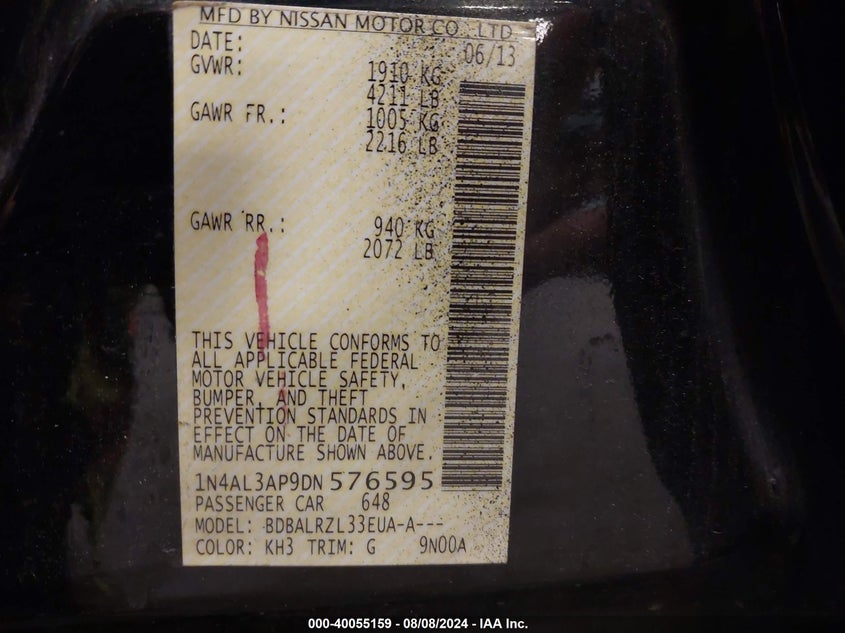 MFD BY NISSAN MOTOR CO.,LTD
DATE: 06/13
GVWR: 1910 KG
4211 LB
GAWR FR.: 1005 KG
2216 LB
GAWR RR.: 940 KG
2072 LB
THIS VEHICLE CONFORMS TO
ALL APPLICABLE FEDERAL
MOTOR VEHICLE SAFETY,
BUMPER, AND THEFT
PREVENTION STANDARDS IN
EFFECT ON THE DATE OF
MANUFACTURE SHOWN ABOVE.
1N4AL3AP9DN 576595
PASSENGER CAR 648
MODEL: BDBALRZL33EUA-A---
COLOR: KH3 TRIM: G 9N00A
000-40055159 - 08/08/2024 - IAA Inc.